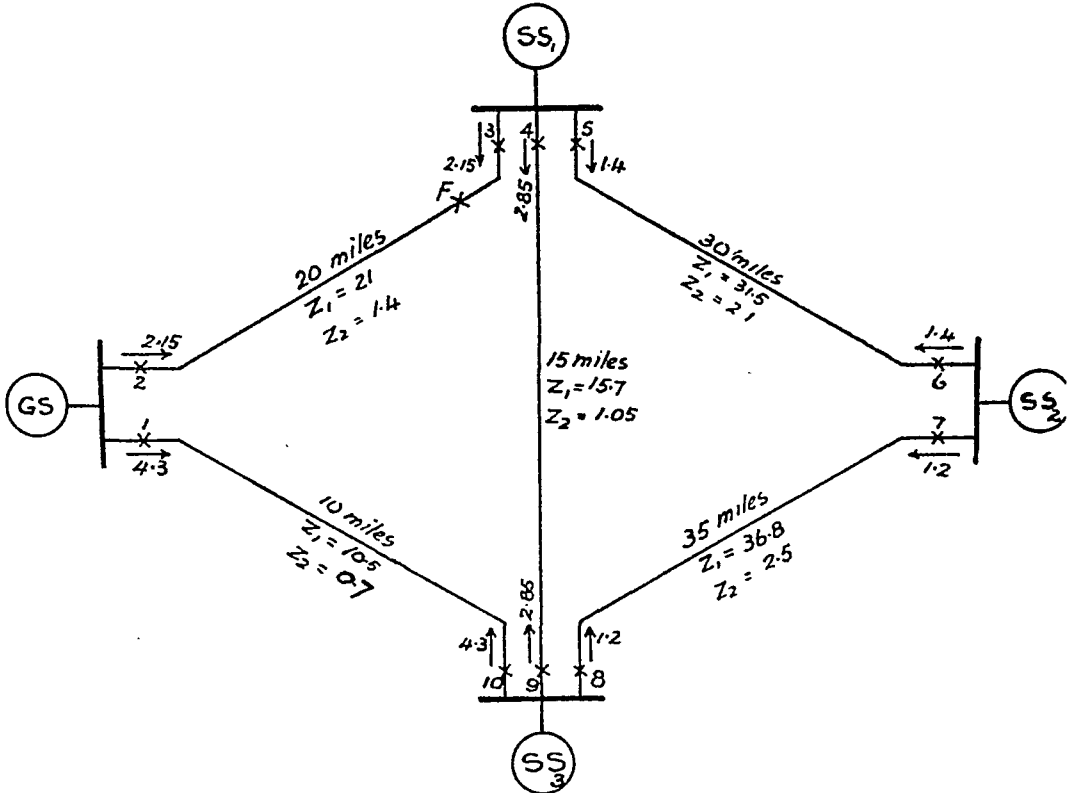 SS1
3
4
5
2.15
2.85
1.4
F
20 miles
Z1 = 21
Z2 = 1.4
30 miles
Z1 = 31.5
Z2 = 21
2.15
2
GS
1
4.3
15 miles
Z1 = 15.7
Z2 = 1.05
1.4
6
SS2
7
1.2
10 miles
Z1 = 10.5
Z2 = 0.7
35 miles
Z1 = 36.8
Z2 = 2.5
4.3
2.85
1.2
10
9
8
SS3